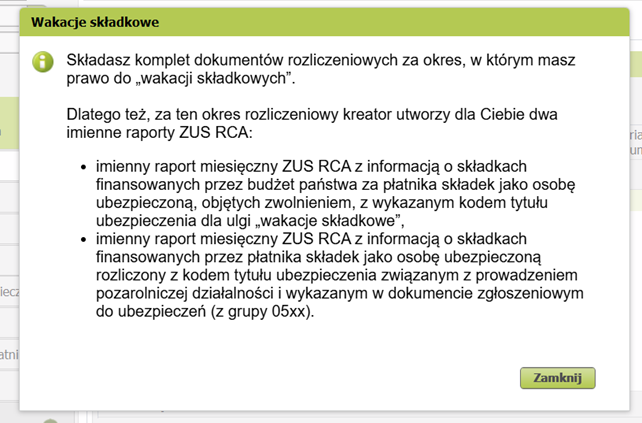 Wakacje składkowe
Składasz komplet dokumentów rozliczeniowych za okres, w którym masz
prawo do „wakacji składkowych”.
Dlatego też, za ten okres rozliczeniowy kreator utworzy dla Ciebie dwa
imienne raporty ZUS RCA:
• imienny raport miesięczny ZUS RCA z informacją o składkach
finansowanych przez budżet państwa za płatnika składek jako osobę
ubezpieczoną, objętych zwolnieniem, z wykazanym kodem tytułu
ubezpieczenia dla ulgi „wakacje składkowe”,
• imienny raport miesięczny ZUS RCA z informacją o składkach
finansowanych przez płatnika składek jako osobę ubezpieczoną
rozliczony z kodem tytułu ubezpieczenia związanym z prowadzeniem
pozarolniczej działalności i wykazanym w dokumencie zgłoszeniowym
do ubezpieczeń (z grupy 05xx).
Zamknij